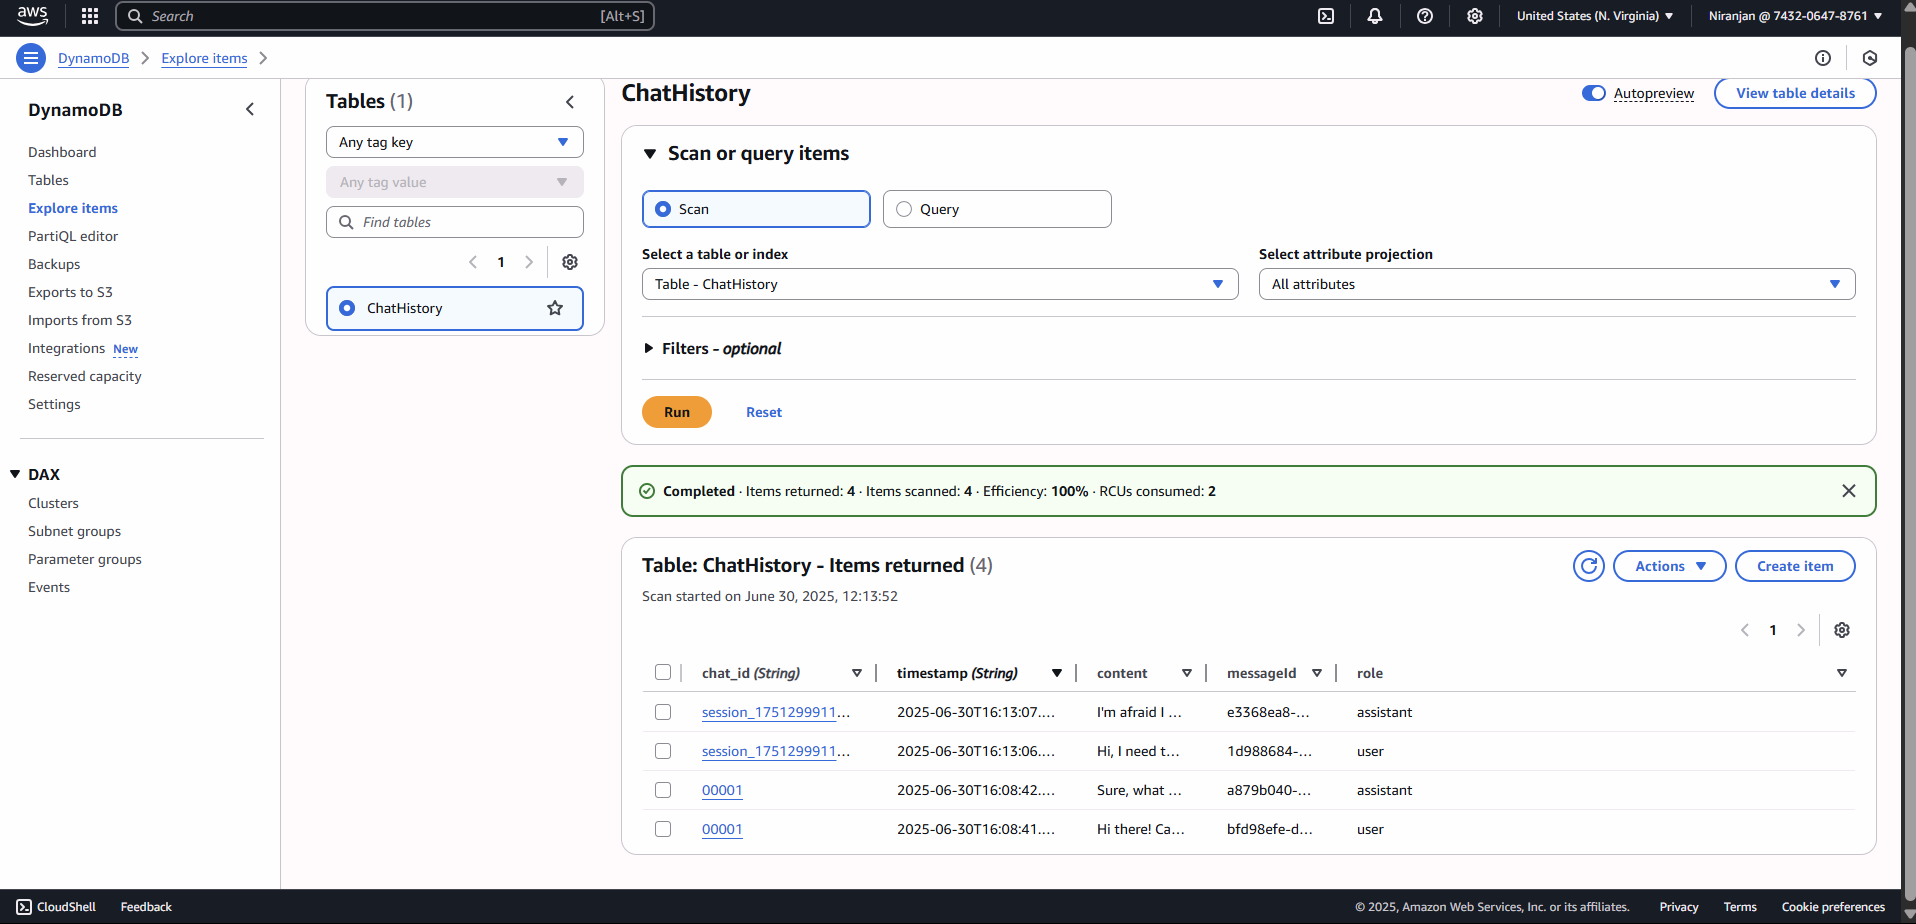 aws
Search [Alt+S]
United States (N. Virginia)
Niranjan @ 7432-0647-8761
DynamoDB
Explore items
DynamoDB
Dashboard
Tables
Explore items
PartiQL editor
Backups
Exports to S3
Imports from S3
Integrations New
Reserved capacity
Settings
DAX
Clusters
Subnet groups
Parameter groups
Events
Tables (1)
Any tag key
Any tag value
Find tables
1
ChatHistory
ChatHistory
Autopreview
View table details
Scan or query items
Scan
Query
Select a table or index
Table - ChatHistory
Select attribute projection
All attributes
Filters - optional
Run
Reset
Completed · Items returned: 4 · Items scanned: 4 · Efficiency: 100% · RCUs consumed: 2
Table: ChatHistory - Items returned (4)
Scan started on June 30, 2025, 12:13:52
Actions
Create item
1
chat_id (String) timestamp (String) content messageId role
session_1751299911... 2025-06-30T16:13:07.... I'm afraid I ... e3368ea8-... assistant
session_1751299911... 2025-06-30T16:13:06.... Hi, I need t... 1d988684-... user
00001 2025-06-30T16:08:42.... Sure, what ... a879b040-... assistant
00001 2025-06-30T16:08:41.... Hi there! Ca... bfd98efe-d... user
CloudShell
Feedback
© 2025, Amazon Web Services, Inc. or its affiliates.
Privacy
Terms
Cookie preferences